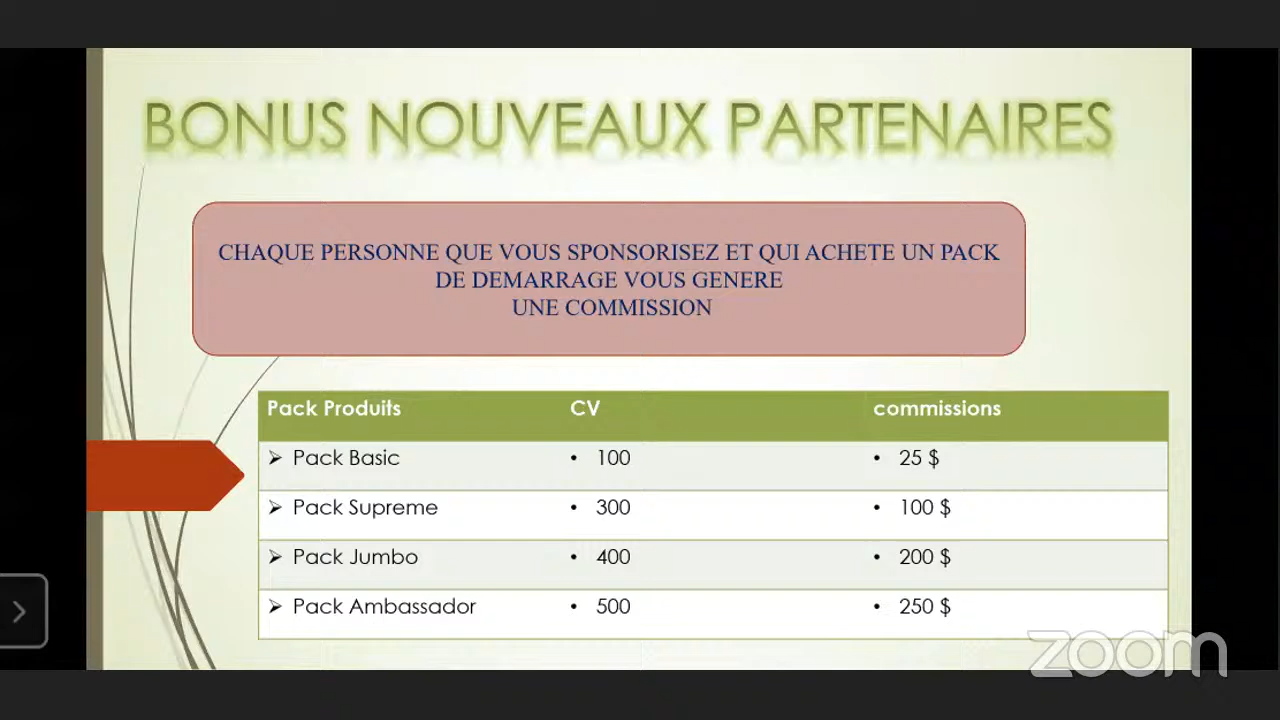 BONUS NOUVEAUX PARTENAIRES
CHAQUE PERSONNE QUE VOUS SPONSORISEZ ET QUI ACHETE UN PACK
DE DEMARRAGE VOUS GENERE
UNE COMMISSION
Pack Produits CV commissions
➢ Pack Basic • 100 • 25 $
➢ Pack Supreme • 300 • 100 $
➢ Pack Jumbo • 400 • 200 $
➢ Pack Ambassador • 500 • 250 $
zoom